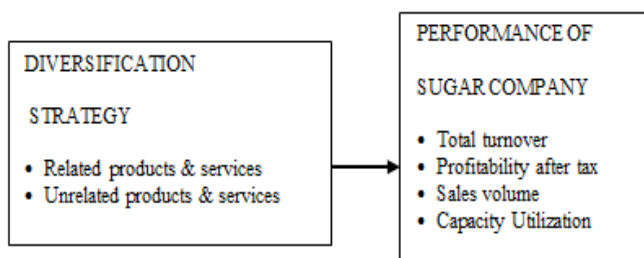 DIVERSIFICATION
STRATEGY
• Related products & services
• Unrelated products & services
PERFORMANCE OF
SUGAR COMPANY
• Total turnover
• Profitability after tax
• Sales volume
• Capacity Utilization